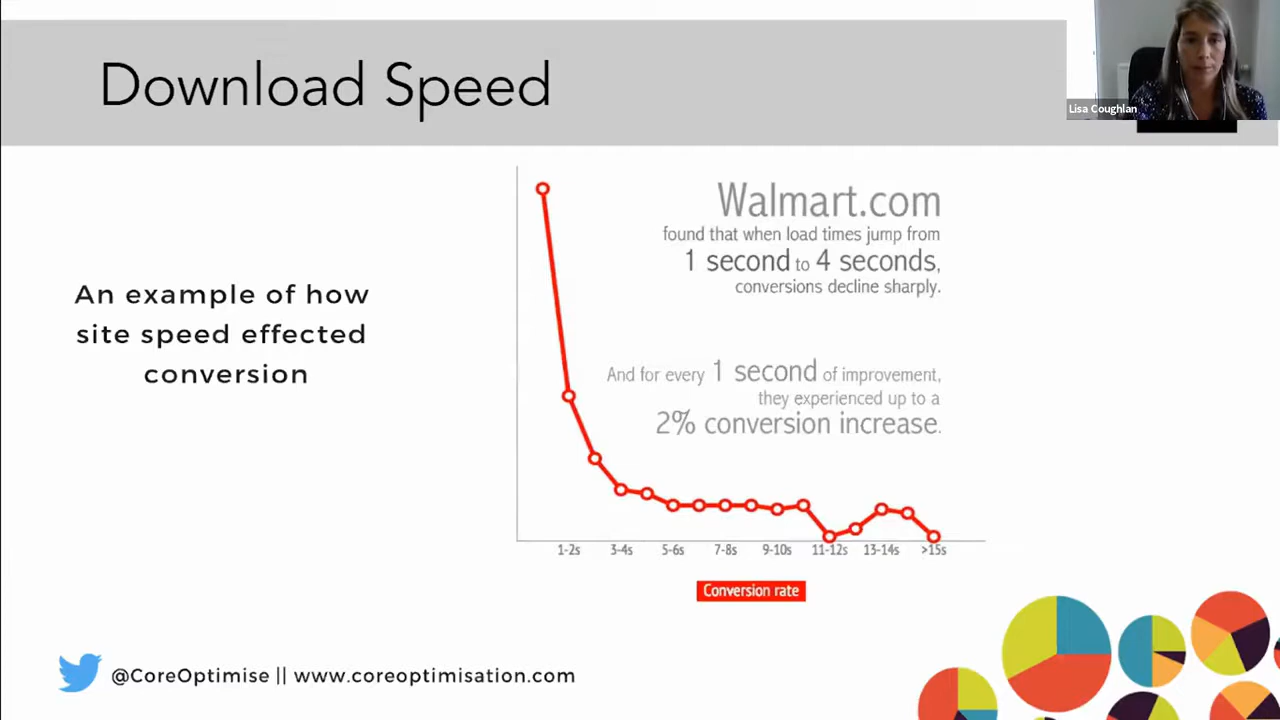 Download Speed
Lisa Coughlan
An example of how
site speed effected
conversion
Walmart.com
found that when load times jump from
1 second to 4 seconds,
conversions decline sharply.
And for every 1 second of improvement,
they experienced up to a
2% conversion increase.
1-2s 3-4s 5-6s 7-8s 9-10s 11-12s 13-14s >15s
Conversion rate
@CoreOptimise || www.coreoptimisation.com